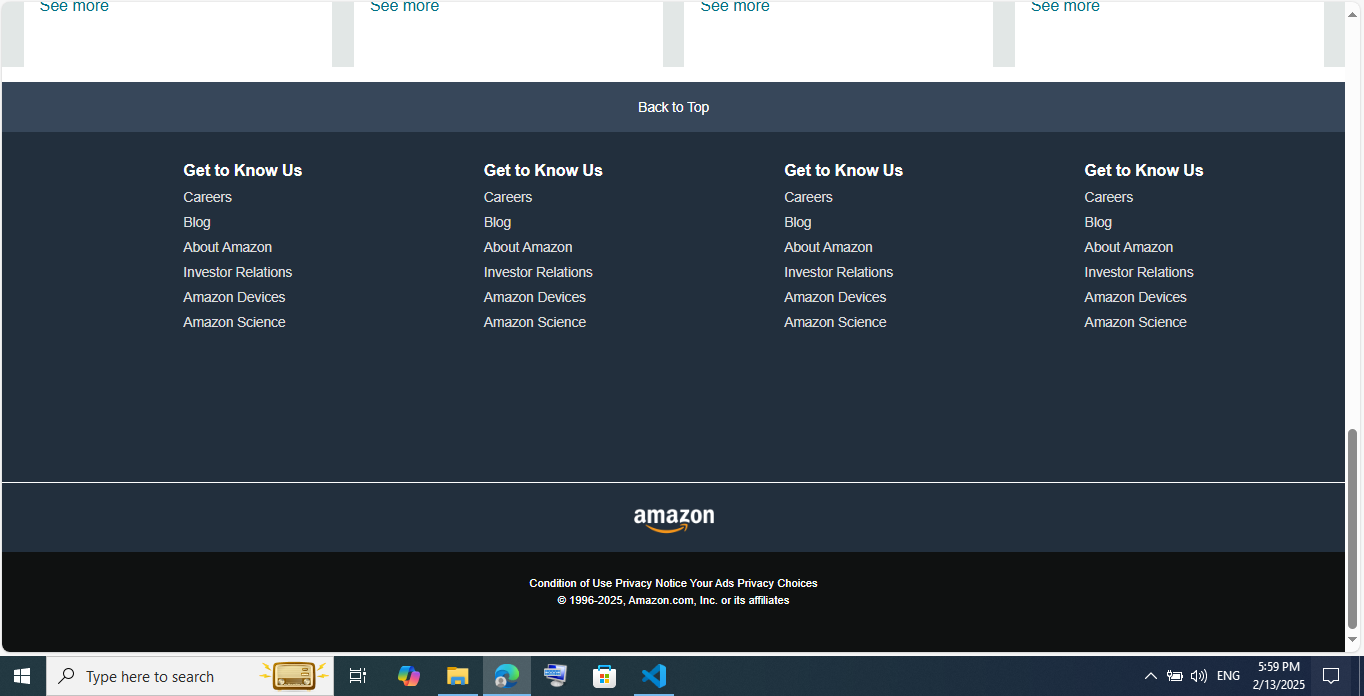 See more See more See more See more
Back to Top
Get to Know Us Get to Know Us Get to Know Us Get to Know Us
Careers Careers Careers Careers
Blog Blog Blog Blog
About Amazon About Amazon About Amazon About Amazon
Investor Relations Investor Relations Investor Relations Investor Relations
Amazon Devices Amazon Devices Amazon Devices Amazon Devices
Amazon Science Amazon Science Amazon Science Amazon Science
amazon
Condition of Use Privacy Notice Your Ads Privacy Choices
© 1996-2025, Amazon.com, Inc. or its affiliates
Type here to search
ENG
5:59 PM
2/13/2025